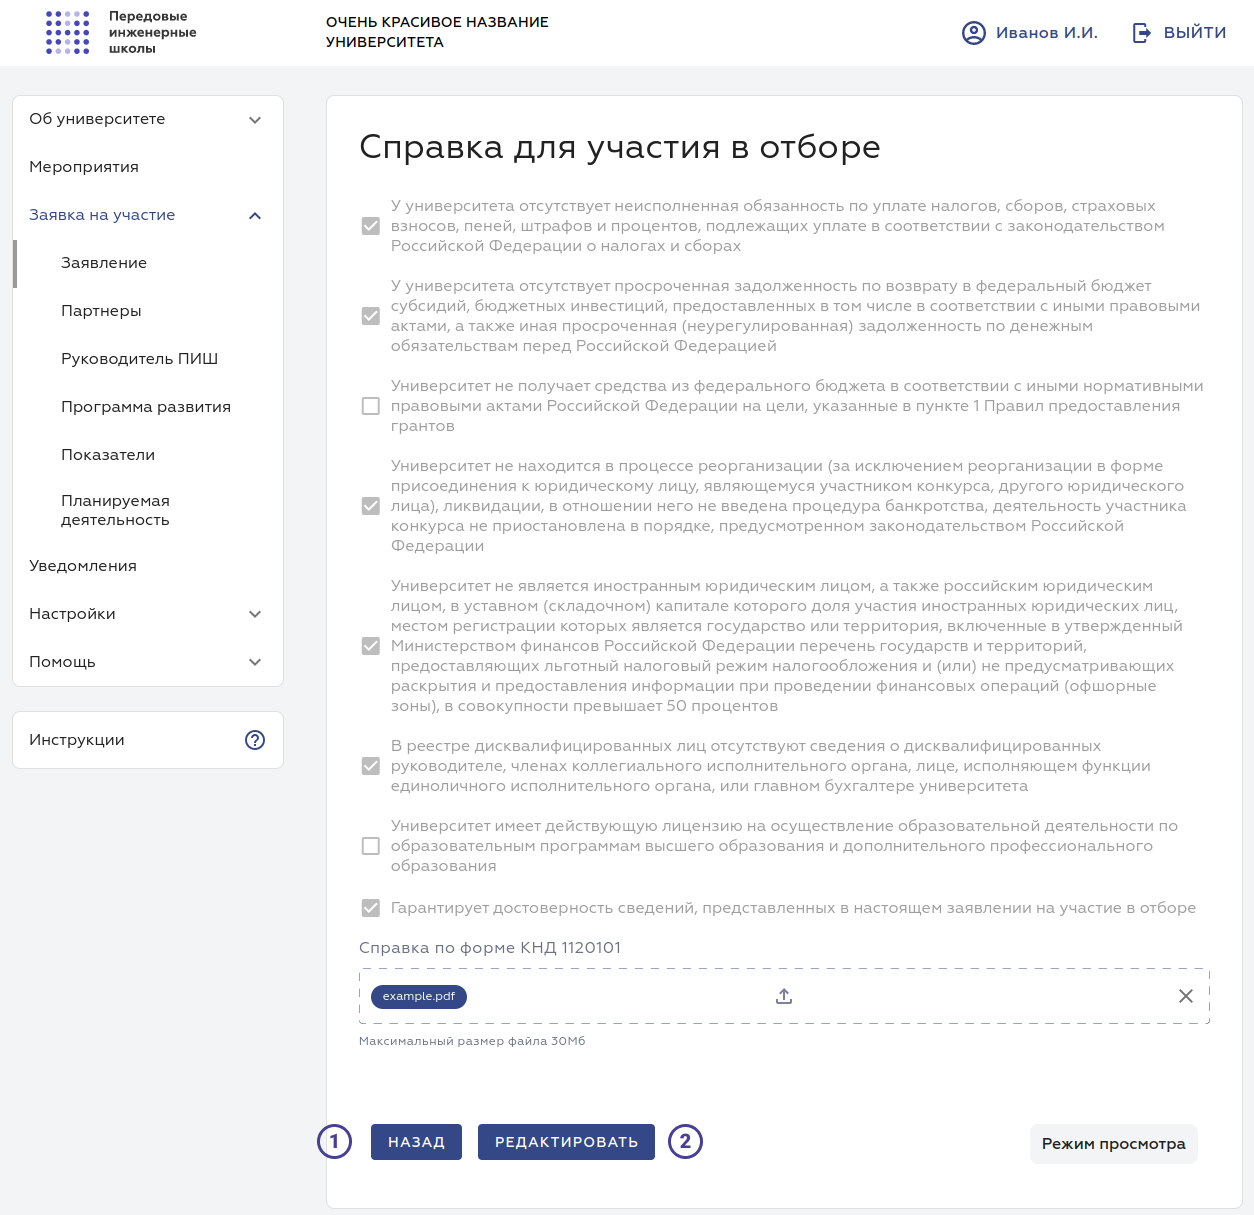 Передовые
инженерные
школы
ОЧЕНЬ КРАСИВОЕ НАЗВАНИЕ
УНИВЕРСИТЕТА
Иванов И.И.
ВЫЙТИ
Об университете
Мероприятия
Заявка на участие
Заявление
Партнеры
Руководитель ПИШ
Программа развития
Показатели
Планируемая
деятельность
Уведомления
Настройки
Помощь
Инструкции
Справка для участия в отборе
У университета отсутствует неисполненная обязанность по уплате налогов, сборов, страховых
взносов, пеней, штрафов и процентов, подлежащих уплате в соответствии с законодательством
Российской Федерации о налогах и сборах
У университета отсутствует просроченная задолженность по возврату в федеральный бюджет
субсидий, бюджетных инвестиций, предоставленных в том числе в соответствии с иными правовыми
актами, а также иная просроченная (неурегулированная) задолженность по денежным
обязательствам перед Российской Федерацией
Университет не получает средства из федерального бюджета в соответствии с иными нормативными
правовыми актами Российской Федерации на цели, указанные в пункте 1 Правил предоставления
грантов
Университет не находится в процессе реорганизации (за исключением реорганизации в форме
присоединения к юридическому лицу, являющемуся участником конкурса, другого юридического
лица), ликвидации, в отношении него не введена процедура банкротства, деятельность участника
конкурса не приостановлена в порядке, предусмотренном законодательством Российской
Федерации
Университет не является иностранным юридическим лицом, а также российским юридическим
лицом, в уставном (складочном) капитале которого доля участия иностранных юридических лиц,
местом регистрации которых является государство или территория, включенные в утвержденный
Министерством финансов Российской Федерации перечень государств и территорий,
предоставляющих льготный налоговый режим налогообложения и (или) не предусматривающих
раскрытия и предоставления информации при проведении финансовых операций (офшорные
зоны), в совокупности превышает 50 процентов
В реестре дисквалифицированных лиц отсутствуют сведения о дисквалифицированных
руководителе, членах коллегиального исполнительного органа, лице, исполняющем функции
единоличного исполнительного органа, или главном бухгалтере университета
Университет имеет действующую лицензию на осуществление образовательной деятельности по
образовательным программам высшего образования и дополнительного профессионального
образования
Гарантирует достоверность сведений, представленных в настоящем заявлении на участие в отборе
Справка по форме КНД 1120101
example.pdf
Максимальный размер файла 30Мб
1
НАЗАД
РЕДАКТИРОВАТЬ
2
Режим просмотра